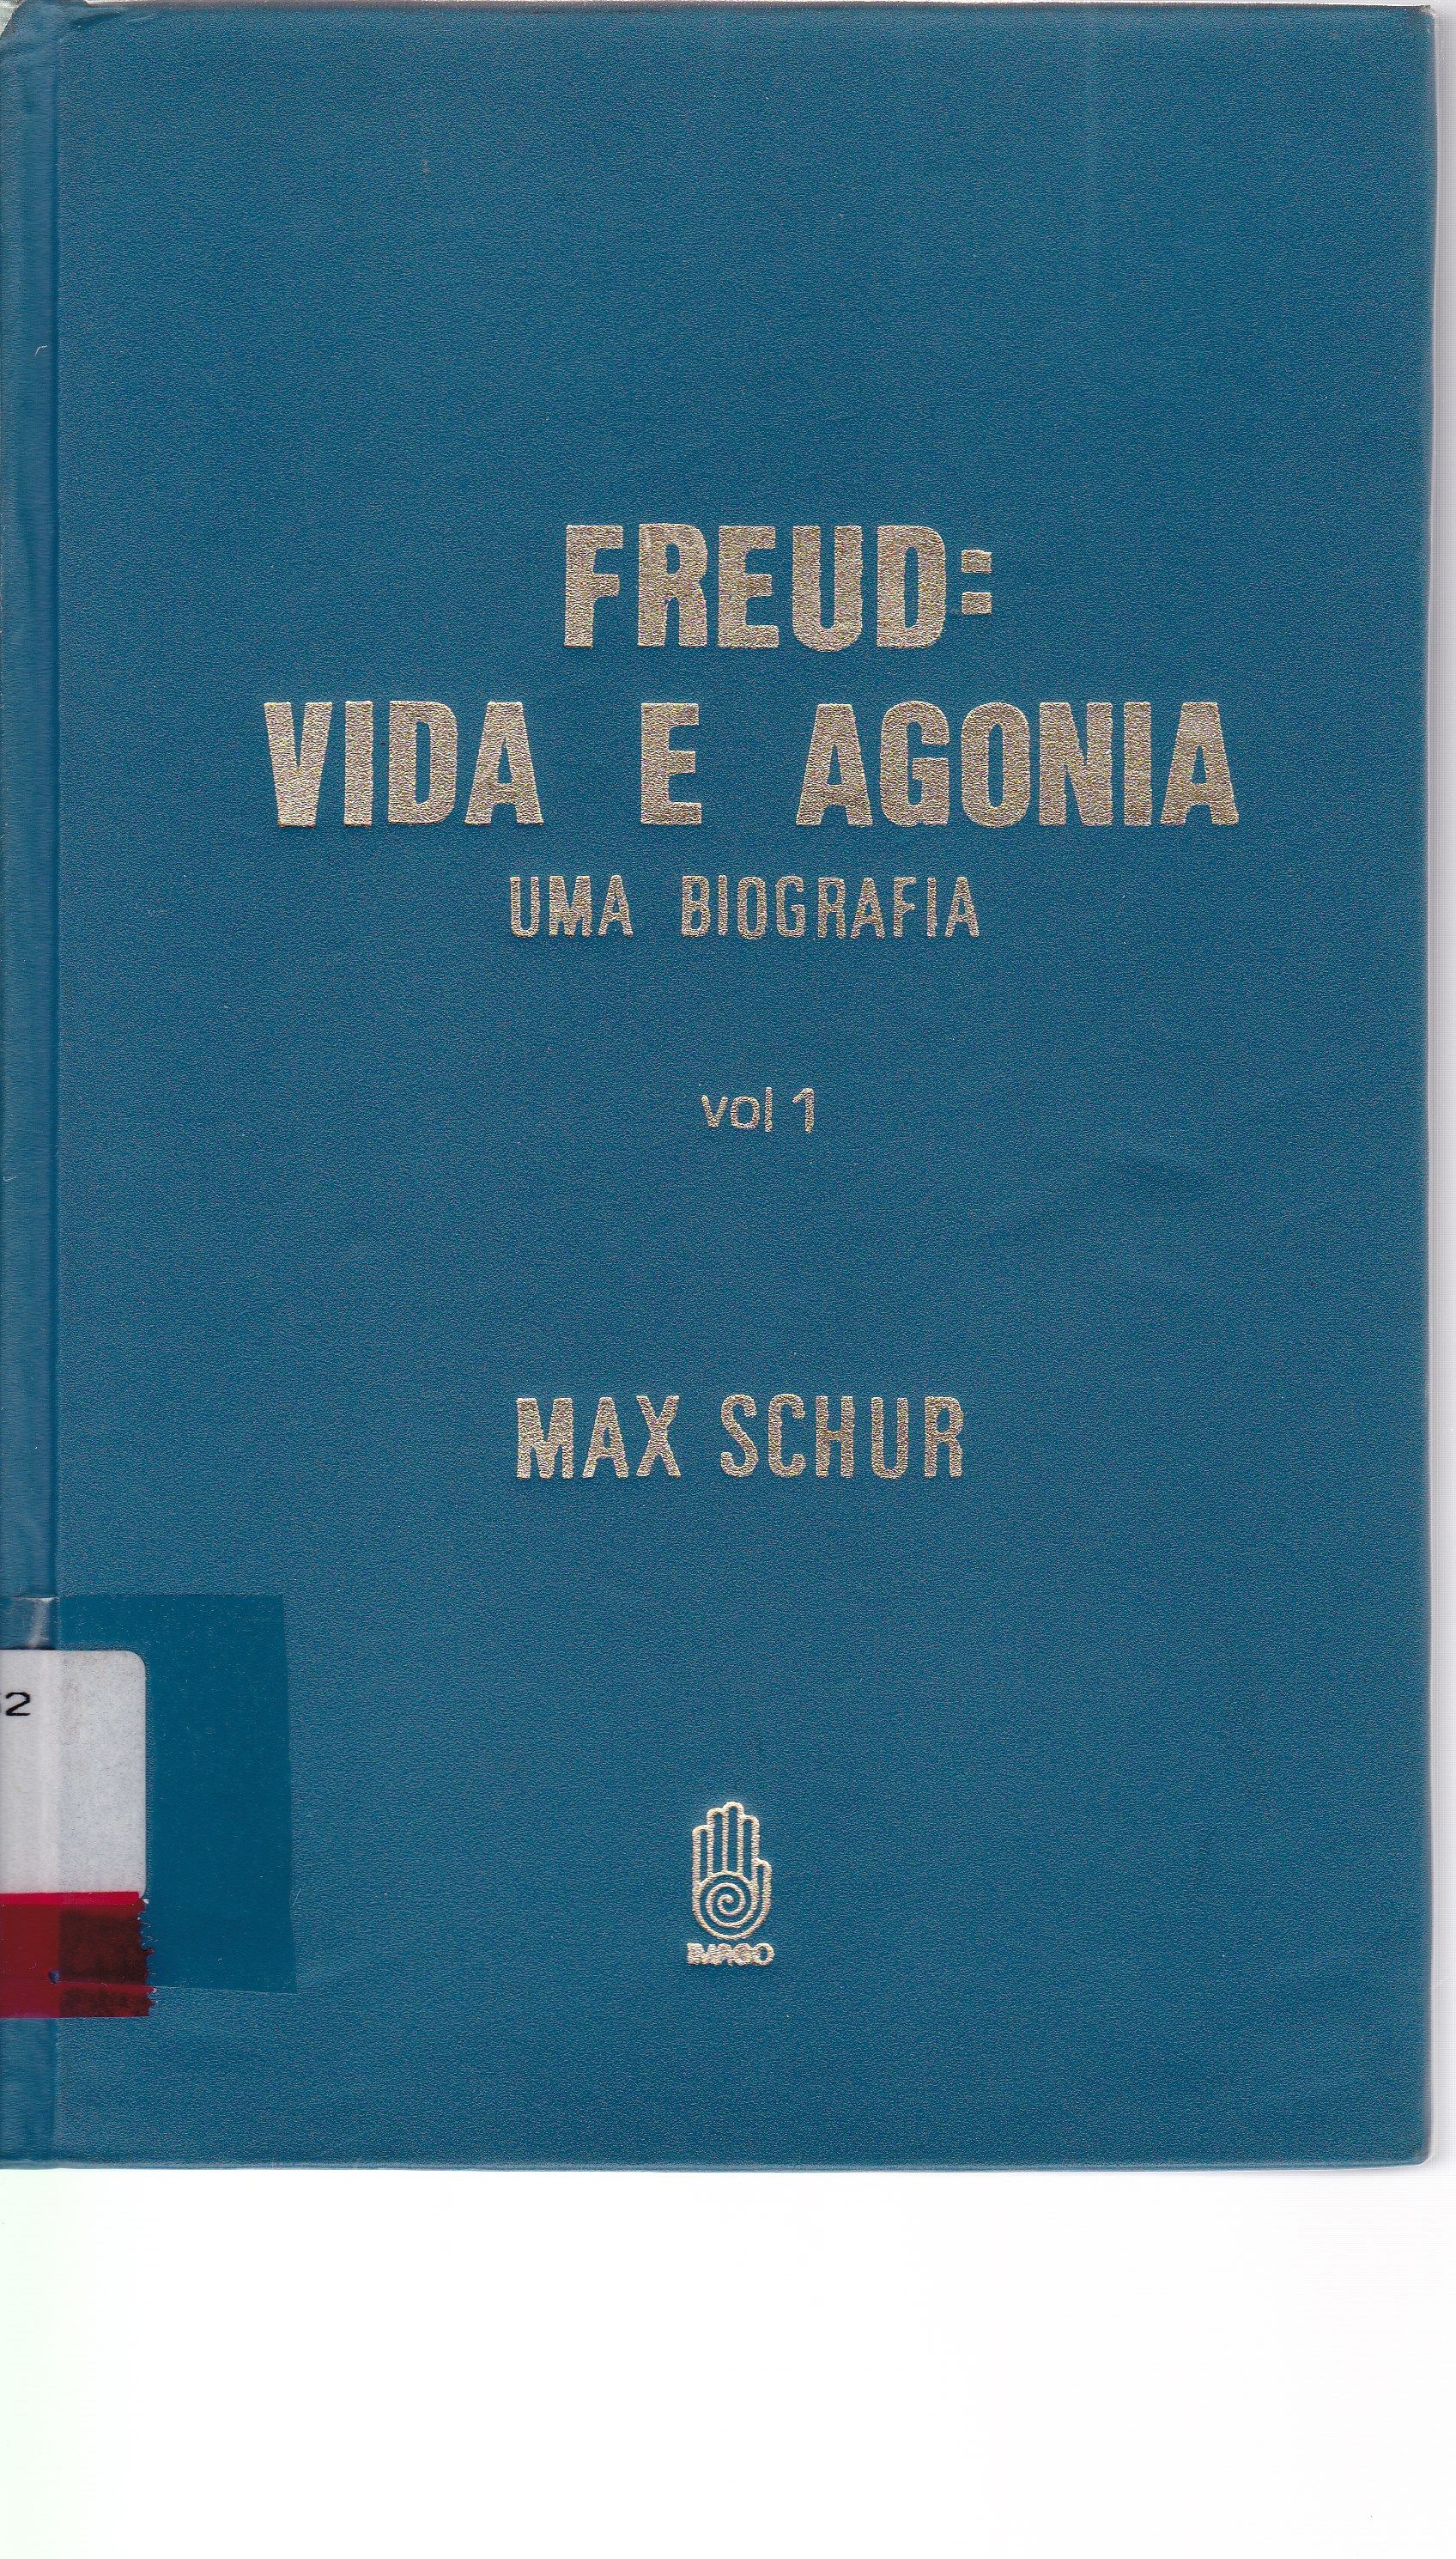 FREUD:
VIDA E AGONIA
UMA BIOGRAFIA
vol 1
MAX SCHUR
IMAGO